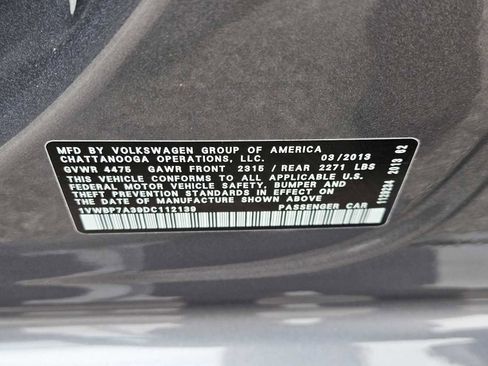 MFD BY VOLKSWAGEN GROUP OF AMERICA
CHATTANOOGA OPERATIONS, LLC. 03/2013
GVWR 4475 GAWR FRONT 2315 / REAR 2271 LBS
THIS VEHICLE CONFORMS TO ALL APPLICABLE U.S.
FEDERAL MOTOR VEHICLE SAFETY, BUMPER AND
THEFT PREVENTION STANDARDS IN EFFECT ON
THE DATE OF MANUFACTURE SHOWN ABOVE
1VWBP7A39DC112139 PASSENGER CAR
2013 02